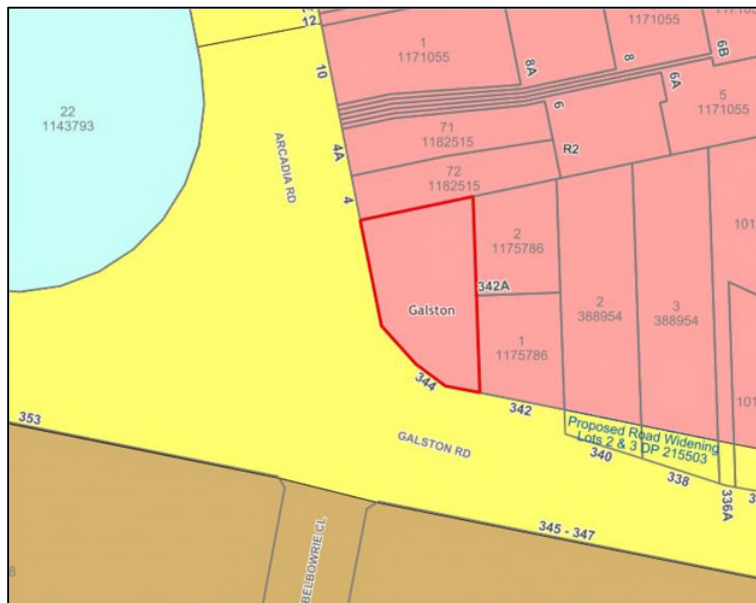 12
10
1
1171055
8A
8
1171055
6B
6A
5
1171055
6
22
1143793
ARCADIA RD
4A
71
1182515
R2
72
1182515
4
2
1175786
342A
Galston
2
388954
3
388954
1
1175786
344
342
353
GALSTON RD
Proposed Road Widening
Lots 2 & 3 DP 215503
340
338
336A
345 - 347
BELBOWRIE CL